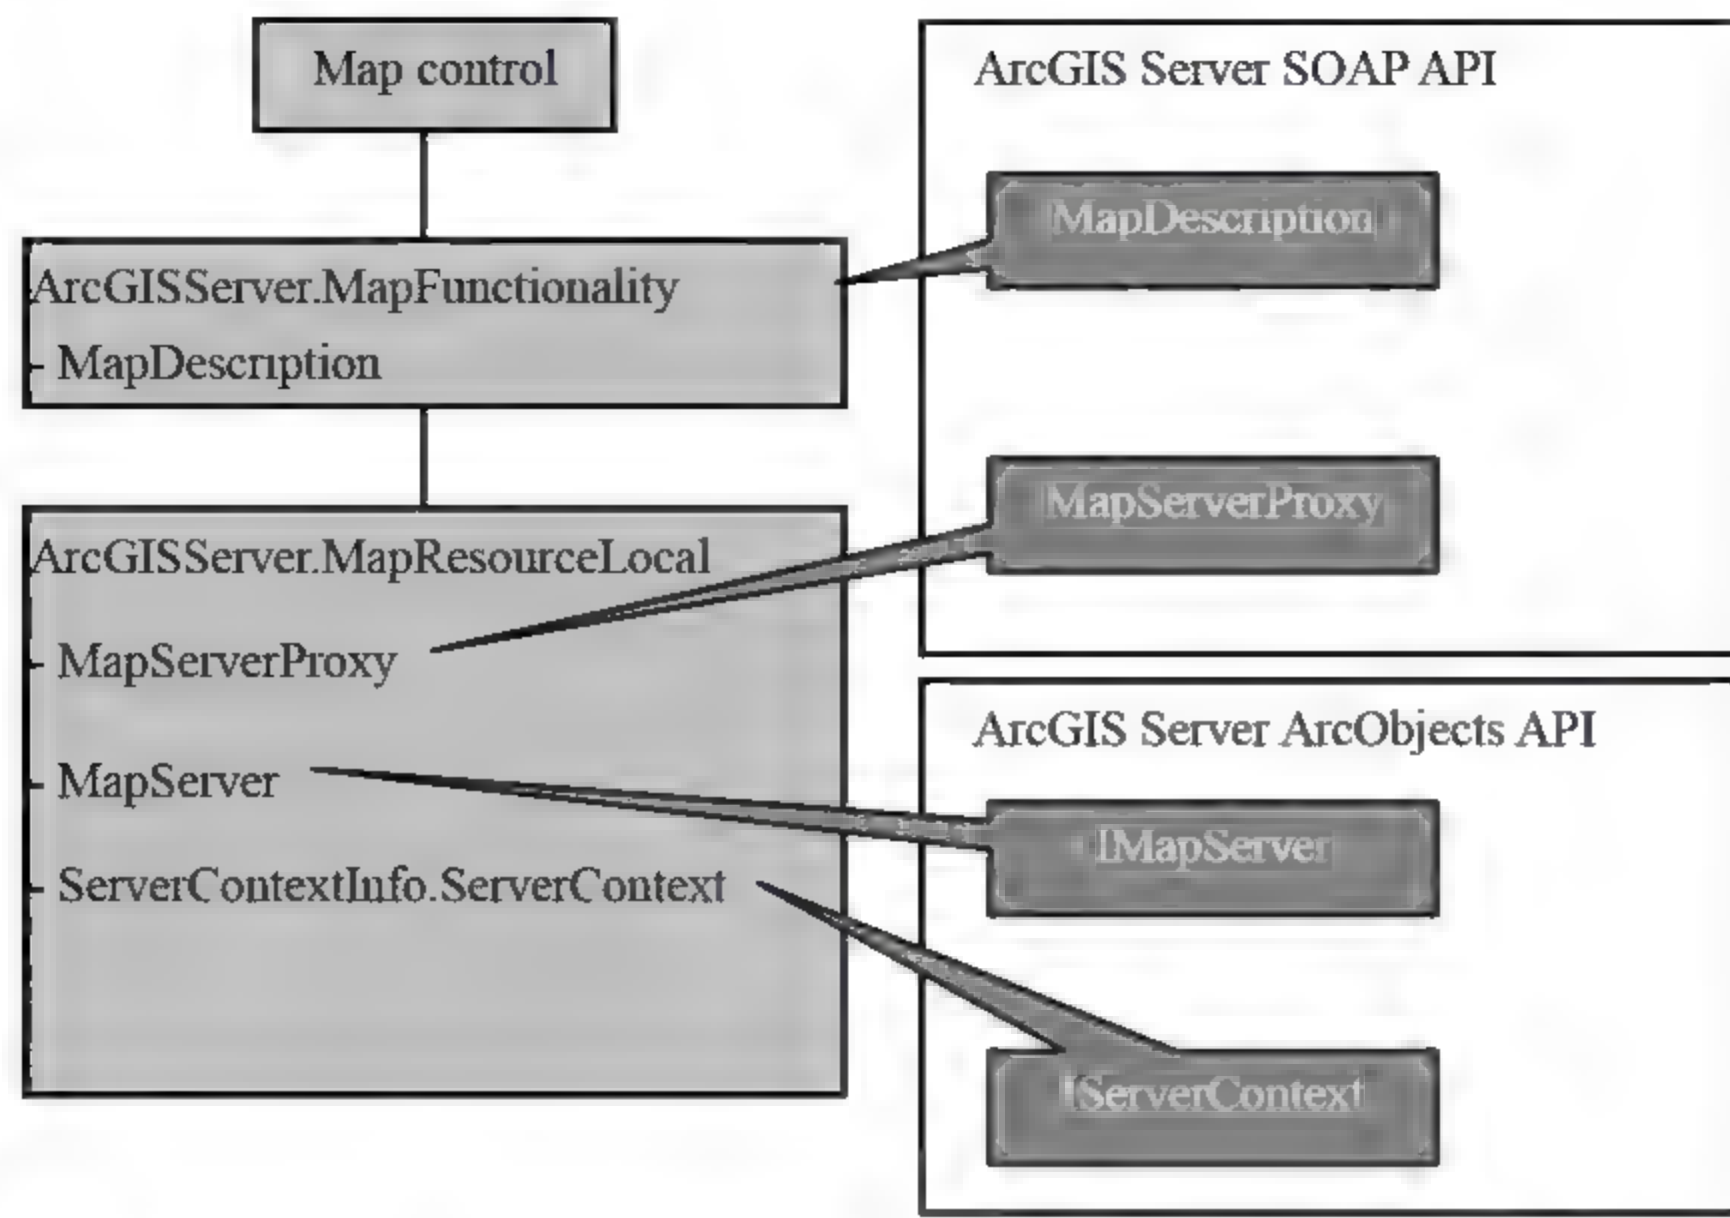 Map control
ArcGISServer.MapFunctionality
- MapDescription
ArcGISServer.MapResourceLocal
- MapServerProxy
- MapServer
- ServerContextInfo.ServerContext
ArcGIS Server SOAP API
MapDescription
MapServerProxy
ArcGIS Server ArcObjects API
IMapServer
IServerContext